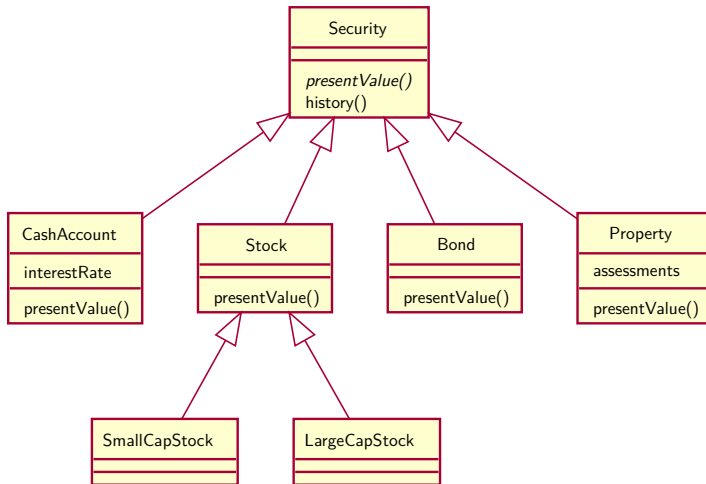 Security
presentValue()
history()
CashAccount
interestRate
presentValue()
Stock
presentValue()
Bond
presentValue()
Property
assessments
presentValue()
SmallCapStock
LargeCapStock